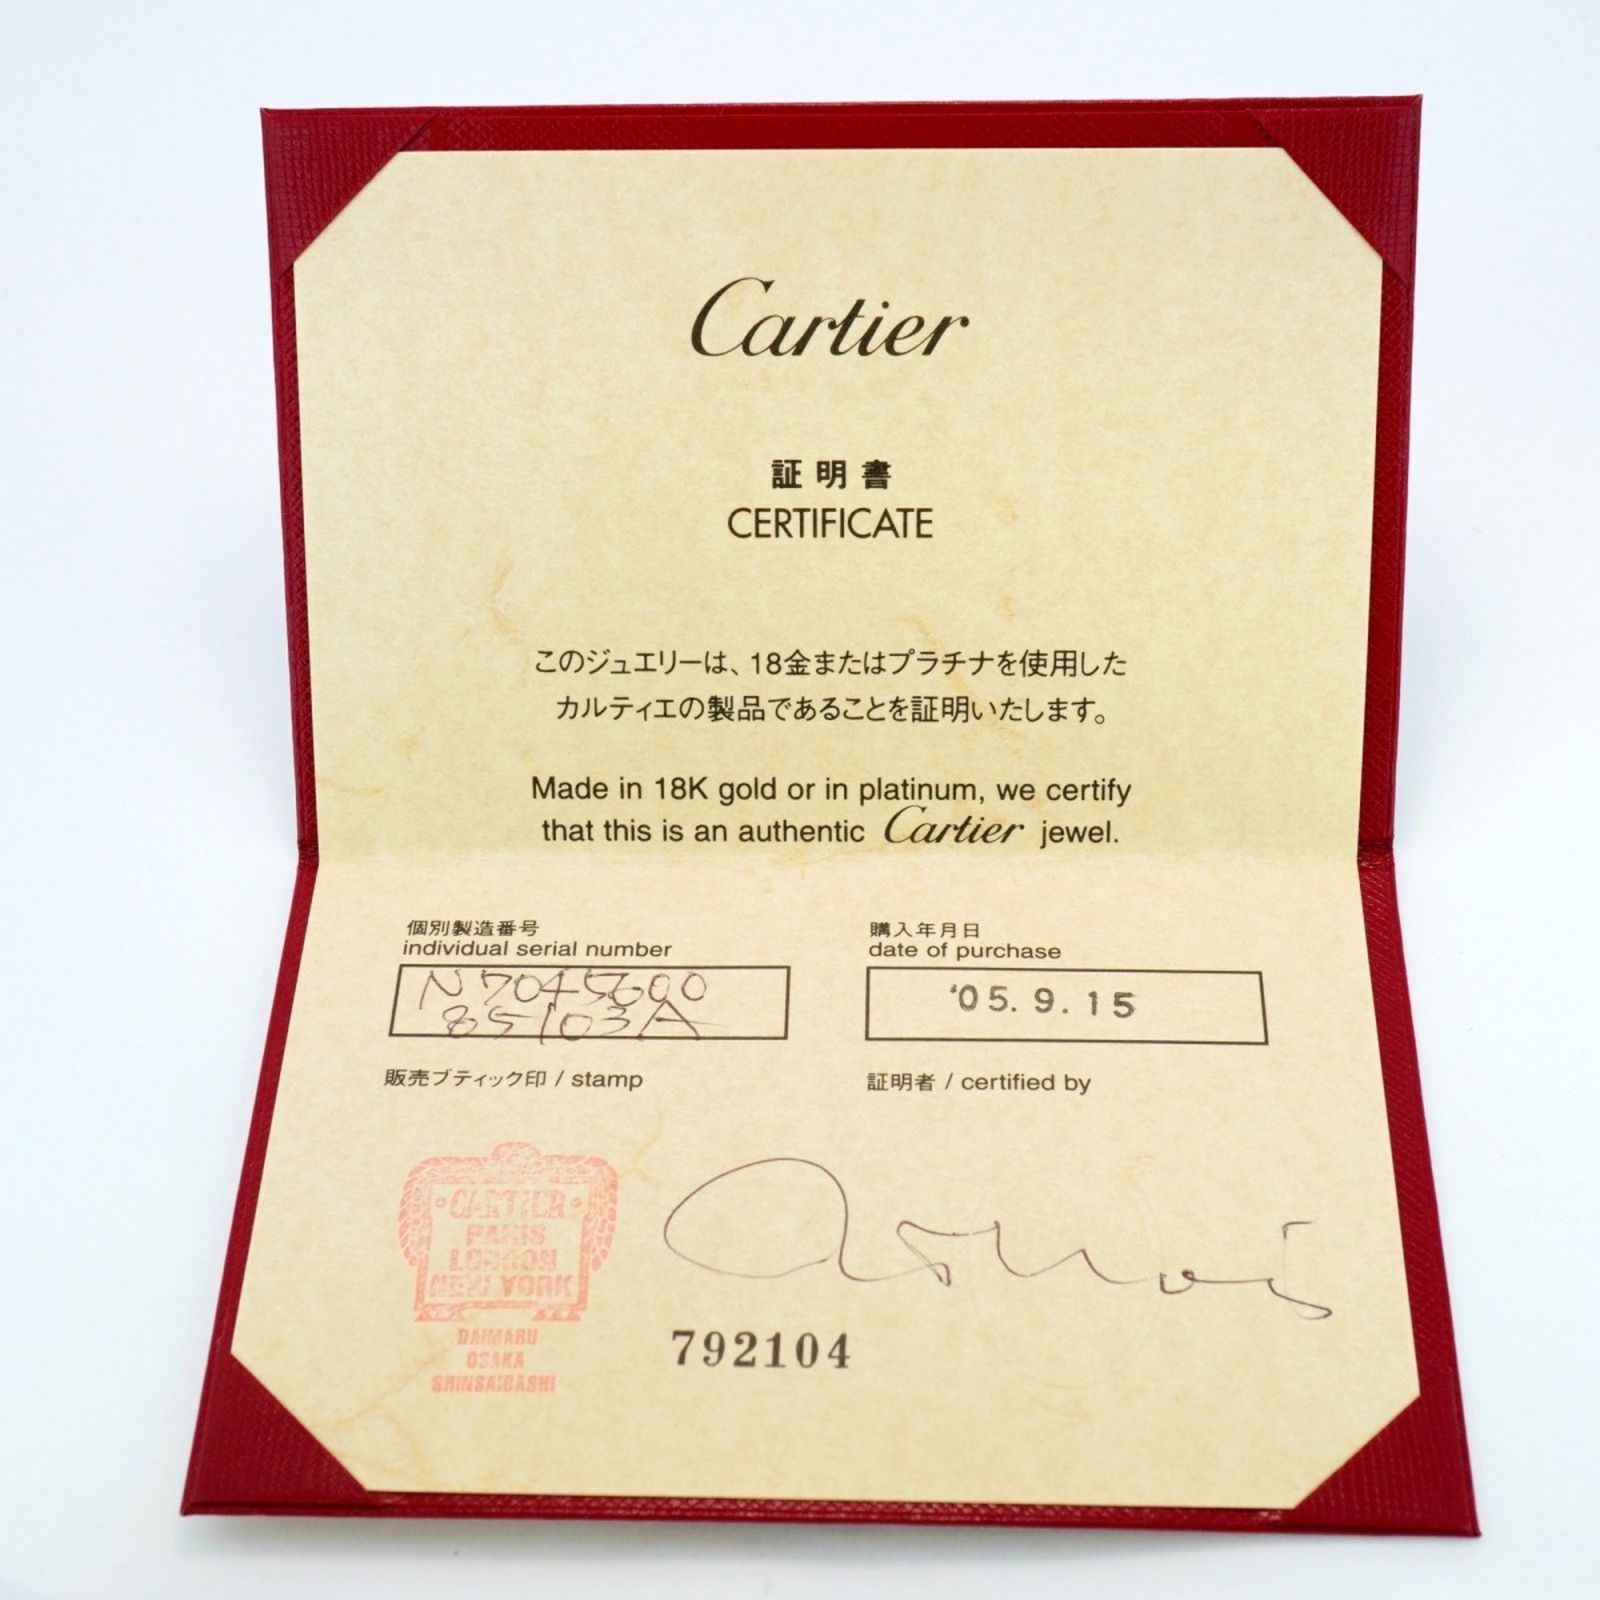 Cartier
証明書
CERTIFICATE
このジュエリーは、18金またはプラチナを使用した
カルティエの製品であることを証明いたします。
Made in 18K gold or in platinum, we certify
that this is an authentic Cartier jewel.
個別製造番号
individual serial number
N7045600
85103A
購入年月日
date of purchase
'05.9.15
販売ブティック印 / stamp
証明者 / certified by
CARTIER
PARIS
LONDON
NEW YORK
DAIMARU
OSAKA
SHINSAIBASHI
792104